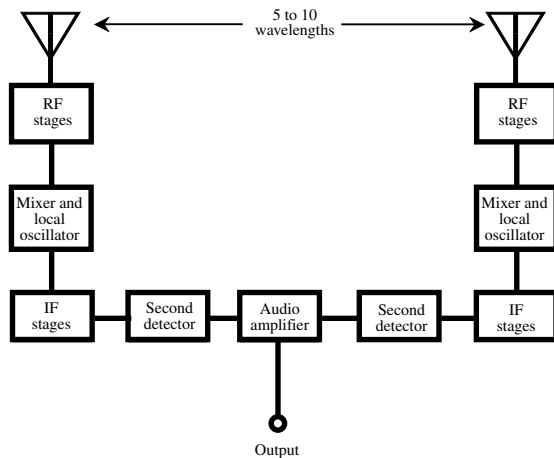 5 to 10
wavelengths
RF
stages
RF
stages
Mixer and
local
oscillator
Mixer and
local
oscillator
IF
stages
Second
detector
Audio
amplifier
Second
detector
IF
stages
Output